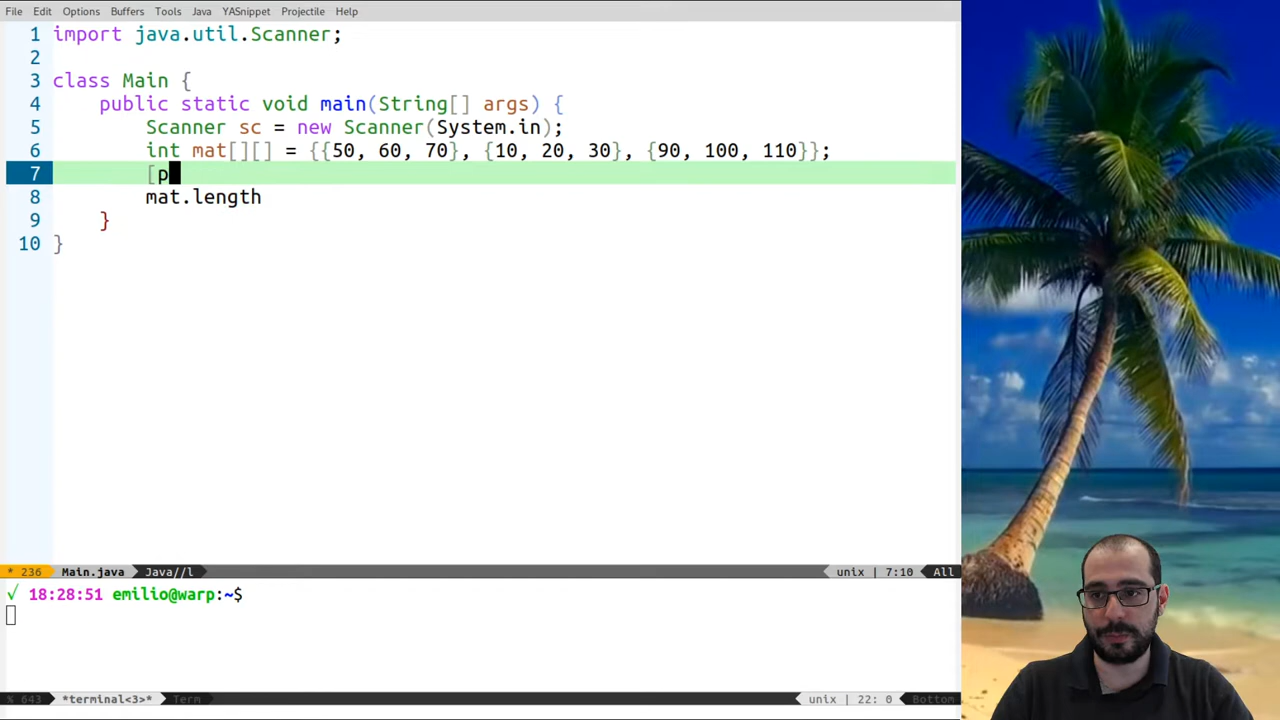 File Edit Options Buffers Tools Java YASnippet Projectile Help
1 import java.util.Scanner;
2
3 class Main {
4 public static void main(String[] args) {
5 Scanner sc = new Scanner(System.in);
6 int mat[][] = {{50, 60, 70}, {10, 20, 30}, {90, 100, 110}};
7 [p
8 mat.length
9 }
10 }
* 236 Main.java Java//l unix | 7:10 All
√ 18:28:51 emilio@warp:~$
% 643 *terminal<3>* Term unix | 22: 0 Bottom